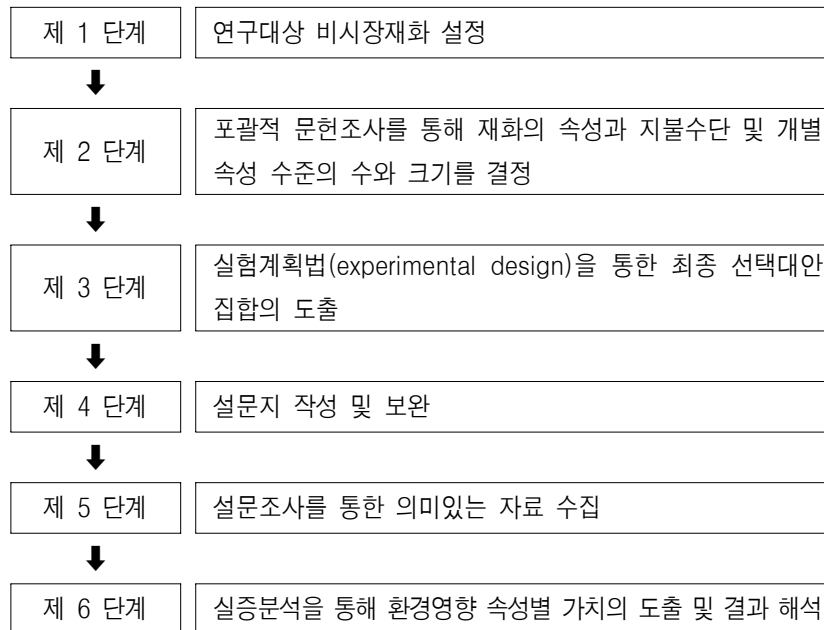 제 1 단계
연구대상 비시장재화 설정
제 2 단계
포괄적 문헌조사를 통해 재화의 속성과 지불수단 및 개별
속성 수준의 수와 크기를 결정
제 3 단계
실험계획법(experimental design)을 통한 최종 선택대안
집합의 도출
제 4 단계
설문지 작성 및 보완
제 5 단계
설문조사를 통한 의미있는 자료 수집
제 6 단계
실증분석을 통해 환경영향 속성별 가치의 도출 및 결과 해석